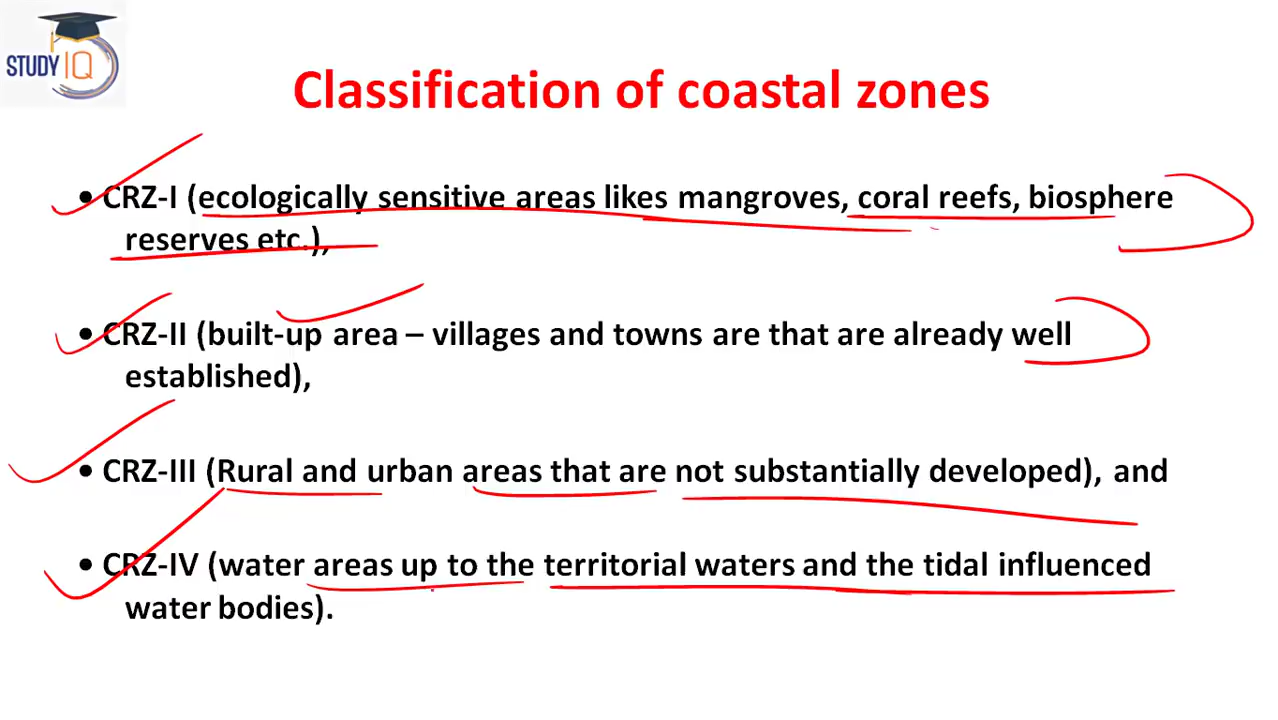 STUDY IQ
Classification of coastal zones
• CRZ-I (ecologically sensitive areas likes mangroves, coral reefs, biosphere
reserves etc.),
• CRZ-II (built-up area – villages and towns are that are already well
established),
• CRZ-III (Rural and urban areas that are not substantially developed), and
• CRZ-IV (water areas up to the territorial waters and the tidal influenced
water bodies).